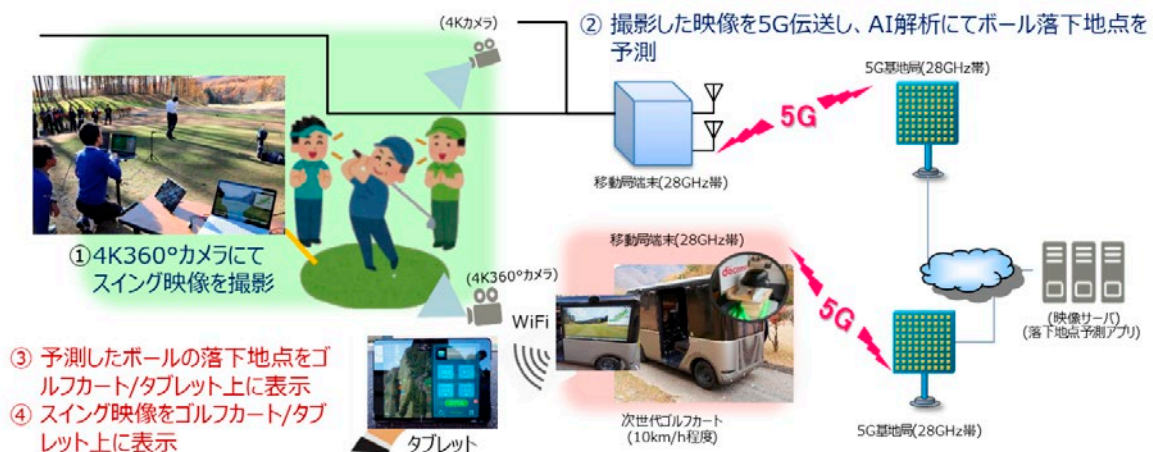 (4Kカメラ)
② 撮影した映像を5G伝送し、AI解析にてボール落下地点を
予測
5G基地局(28GHz帯)
5G
移動局端末(28GHz帯)
①4K360°カメラにて
スイング映像を撮影
(4K360°カメラ)
移動局端末(28GHz帯)
WiFi
5G
(映像サーバ)
(落下地点予測アプリ)
③ 予測したボールの落下地点をゴ
ルフカート/タブレット上に表示
④ スイング映像をゴルフカート/タブ
レット上に表示
タブレット
次世代ゴルフカート
(10km/h程度)
5G基地局(28GHz帯)